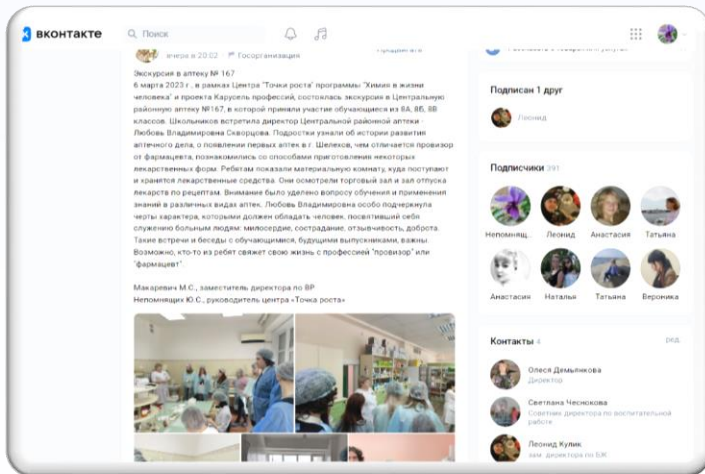 вконтакте
Поиск
вчера в 20:02 Госорганизация
Экскурсия в аптеку № 167
6 марта 2023 г., в рамках Центра "Точки роста" программы "Химия в жизни
человека" и проекта Карусель профессий, состоялась экскурсия в Центральную
районную аптеку №167, в которой приняли участие обучающиеся из 8А, 8Б, 8В
классов. Школьников встретила директор Центральной районной аптеки -
Любовь Владимировна Скворцова. Подростки узнали об истории развития
аптечного дела, о появлении первых аптек в г. Шелехов, чем отличается провизор
от фармацевта, познакомились со способами приготовления некоторых
лекарственных форм. Ребятам показали материальную комнату, куда поступают
и хранятся лекарственные средства. Они осмотрели торговый зал и зал отпуска
лекарств по рецептам. Внимание было уделено вопросу обучения и применения
знаний в различных видах аптек. Любовь Владимировна особо подчеркнула
черты характера, которыми должен обладать человек, посвятивший себя
служению больным людям: милосердие, сострадание, отзывчивость, доброта.
Такие встречи и беседы с обучающимися, будущими выпускниками, важны.
Возможно, кто-то из ребят свяжет свою жизнь с профессией "провизор" или
"фармацевт".
Макаревич М.С., заместитель директора по ВР
Непомнящих Ю.С., руководитель центра «Точка роста»
Подписан 1 друг
Леонид
Подписчики 391
Непомнящ... Леонид Анастасия Татьяна
Анастасия Наталья Татьяна Вероника
Контакты 4 ред.
Олеся Демьянкова
Директор
Светлана Чеснокова
Советник директора по воспитательной
работе
Леонид Кулик
зам. директора по БЖ